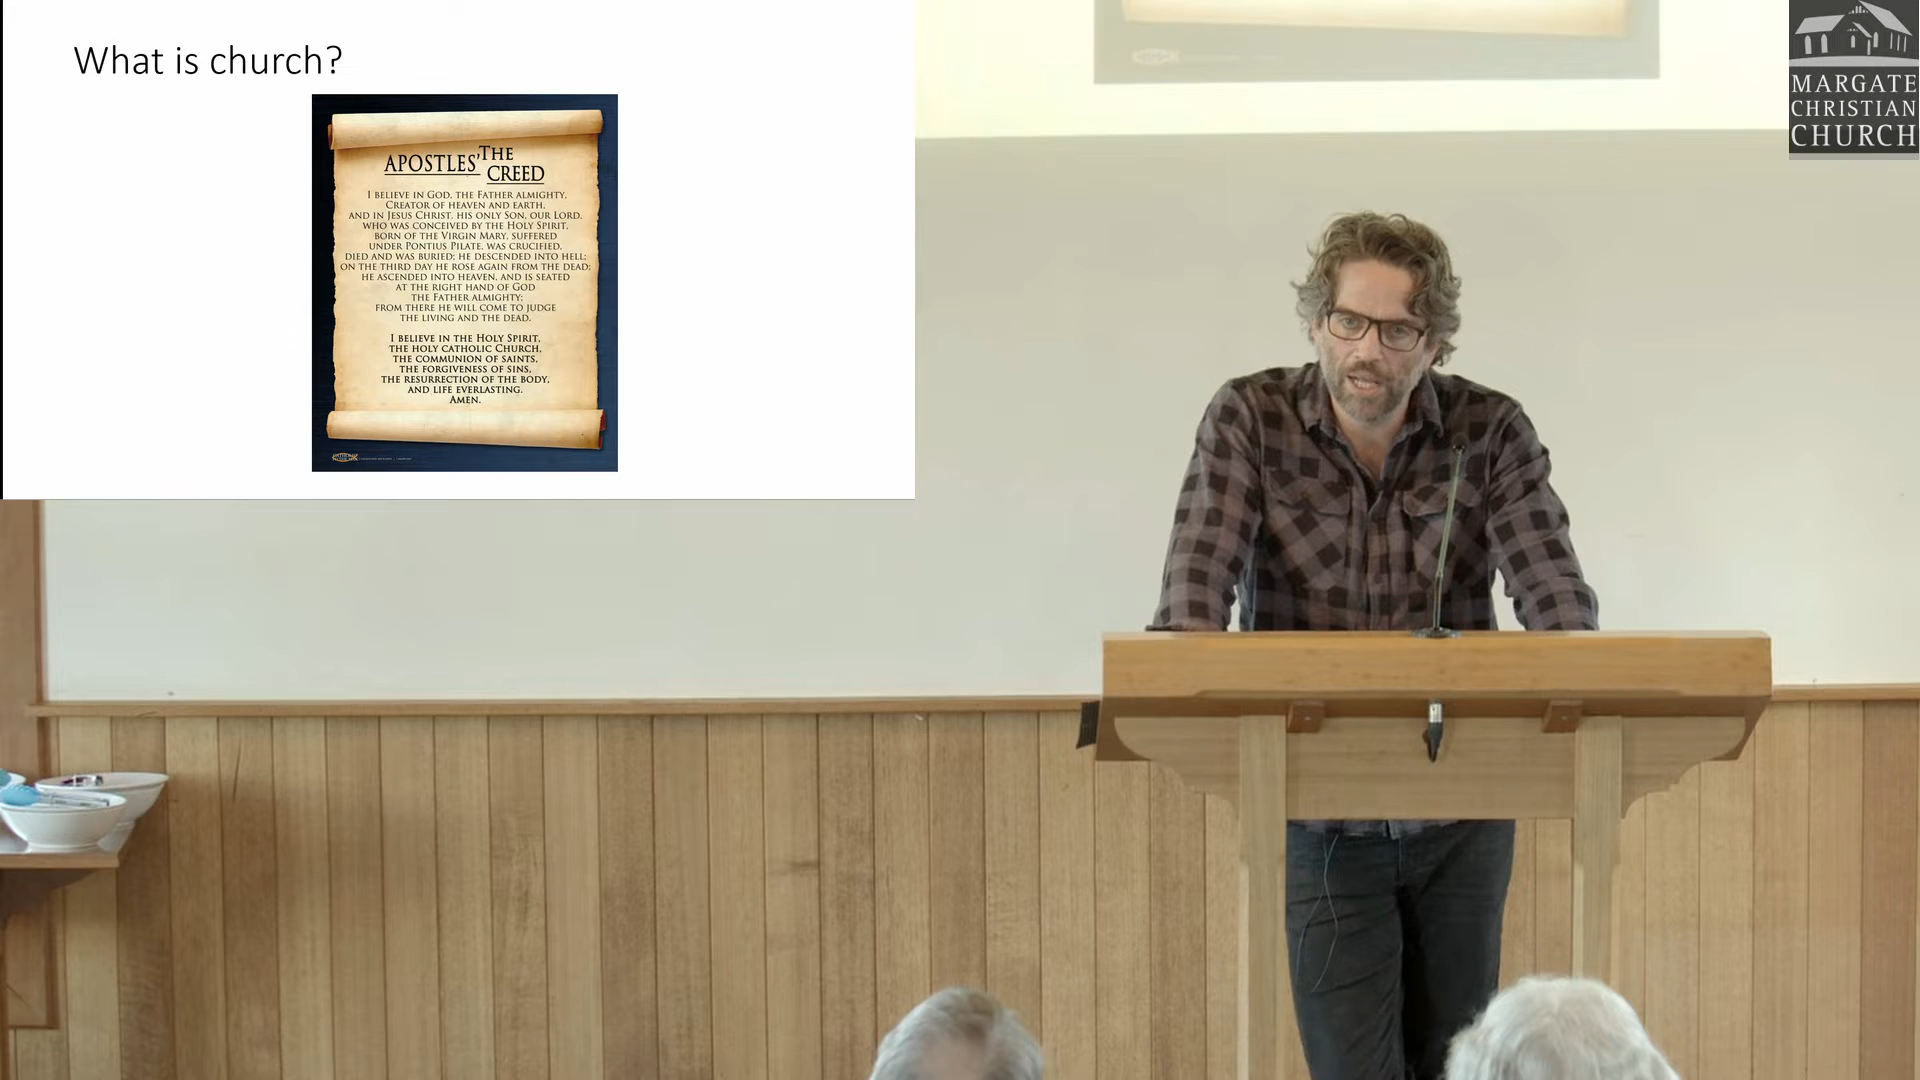 What is church?
APOSTLES' THE
CREED
I BELIEVE IN GOD, THE FATHER ALMIGHTY,
CREATOR OF HEAVEN AND EARTH,
AND IN JESUS CHRIST, HIS ONLY SON, OUR LORD,
WHO WAS CONCEIVED BY THE HOLY SPIRIT,
BORN OF THE VIRGIN MARY, SUFFERED
UNDER PONTIUS PILATE, WAS CRUCIFIED,
DIED AND WAS BURIED; HE DESCENDED INTO HELL;
ON THE THIRD DAY HE ROSE AGAIN FROM THE DEAD;
HE ASCENDED INTO HEAVEN, AND IS SEATED
AT THE RIGHT HAND OF GOD
THE FATHER ALMIGHTY;
FROM THERE HE WILL COME TO JUDGE
THE LIVING AND THE DEAD.
I BELIEVE IN THE HOLY SPIRIT,
THE HOLY CATHOLIC CHURCH,
THE COMMUNION OF SAINTS,
THE FORGIVENESS OF SINS,
THE RESURRECTION OF THE BODY,
AND LIFE EVERLASTING.
AMEN.
MARGATE
CHRISTIAN
CHURCH